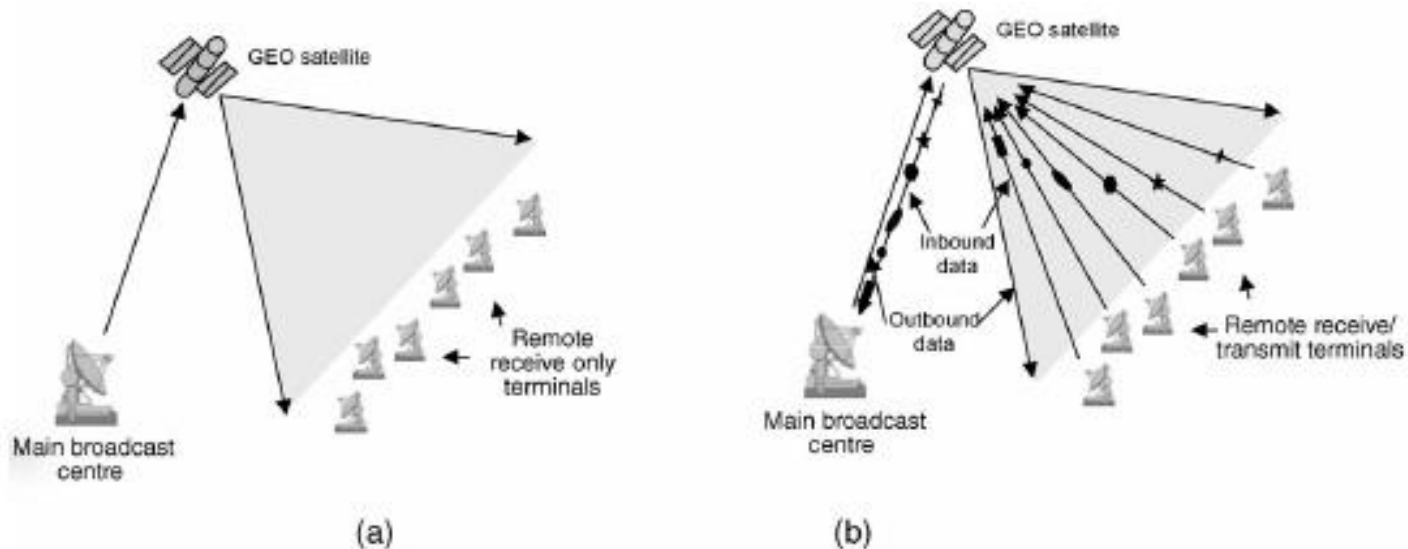 GEO satellite
Remote
receive only
terminals
Main broadcast
centre
(a)
GEO satellite
Inbound
data
Outbound
data
Remote receive/
transmit terminals
Main broadcast
centre
(b)